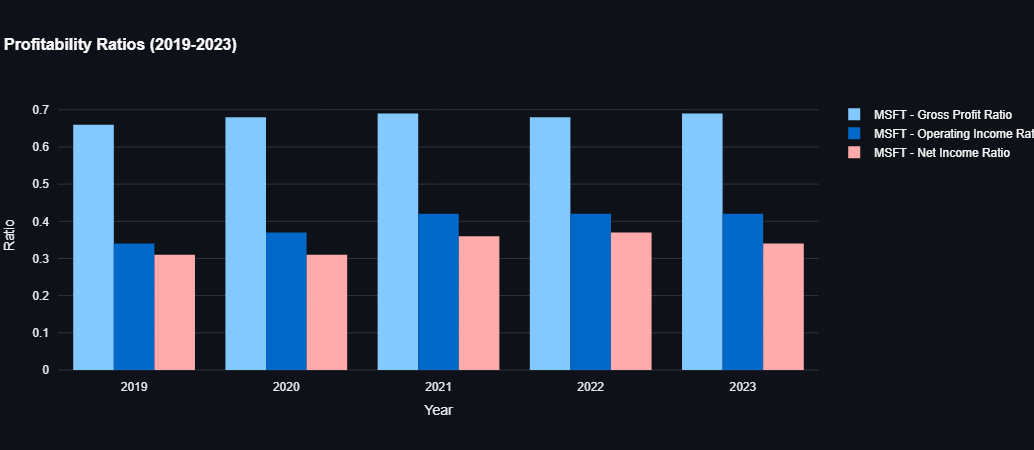 Profitability Ratios (2019-2023)
0.7
0.6
0.5
0.4
0.3
0.2
0.1
0
Ratio
2019 2020 2021 2022 2023
Year
MSFT - Gross Profit Ratio
MSFT - Operating Income Rat
MSFT - Net Income Ratio